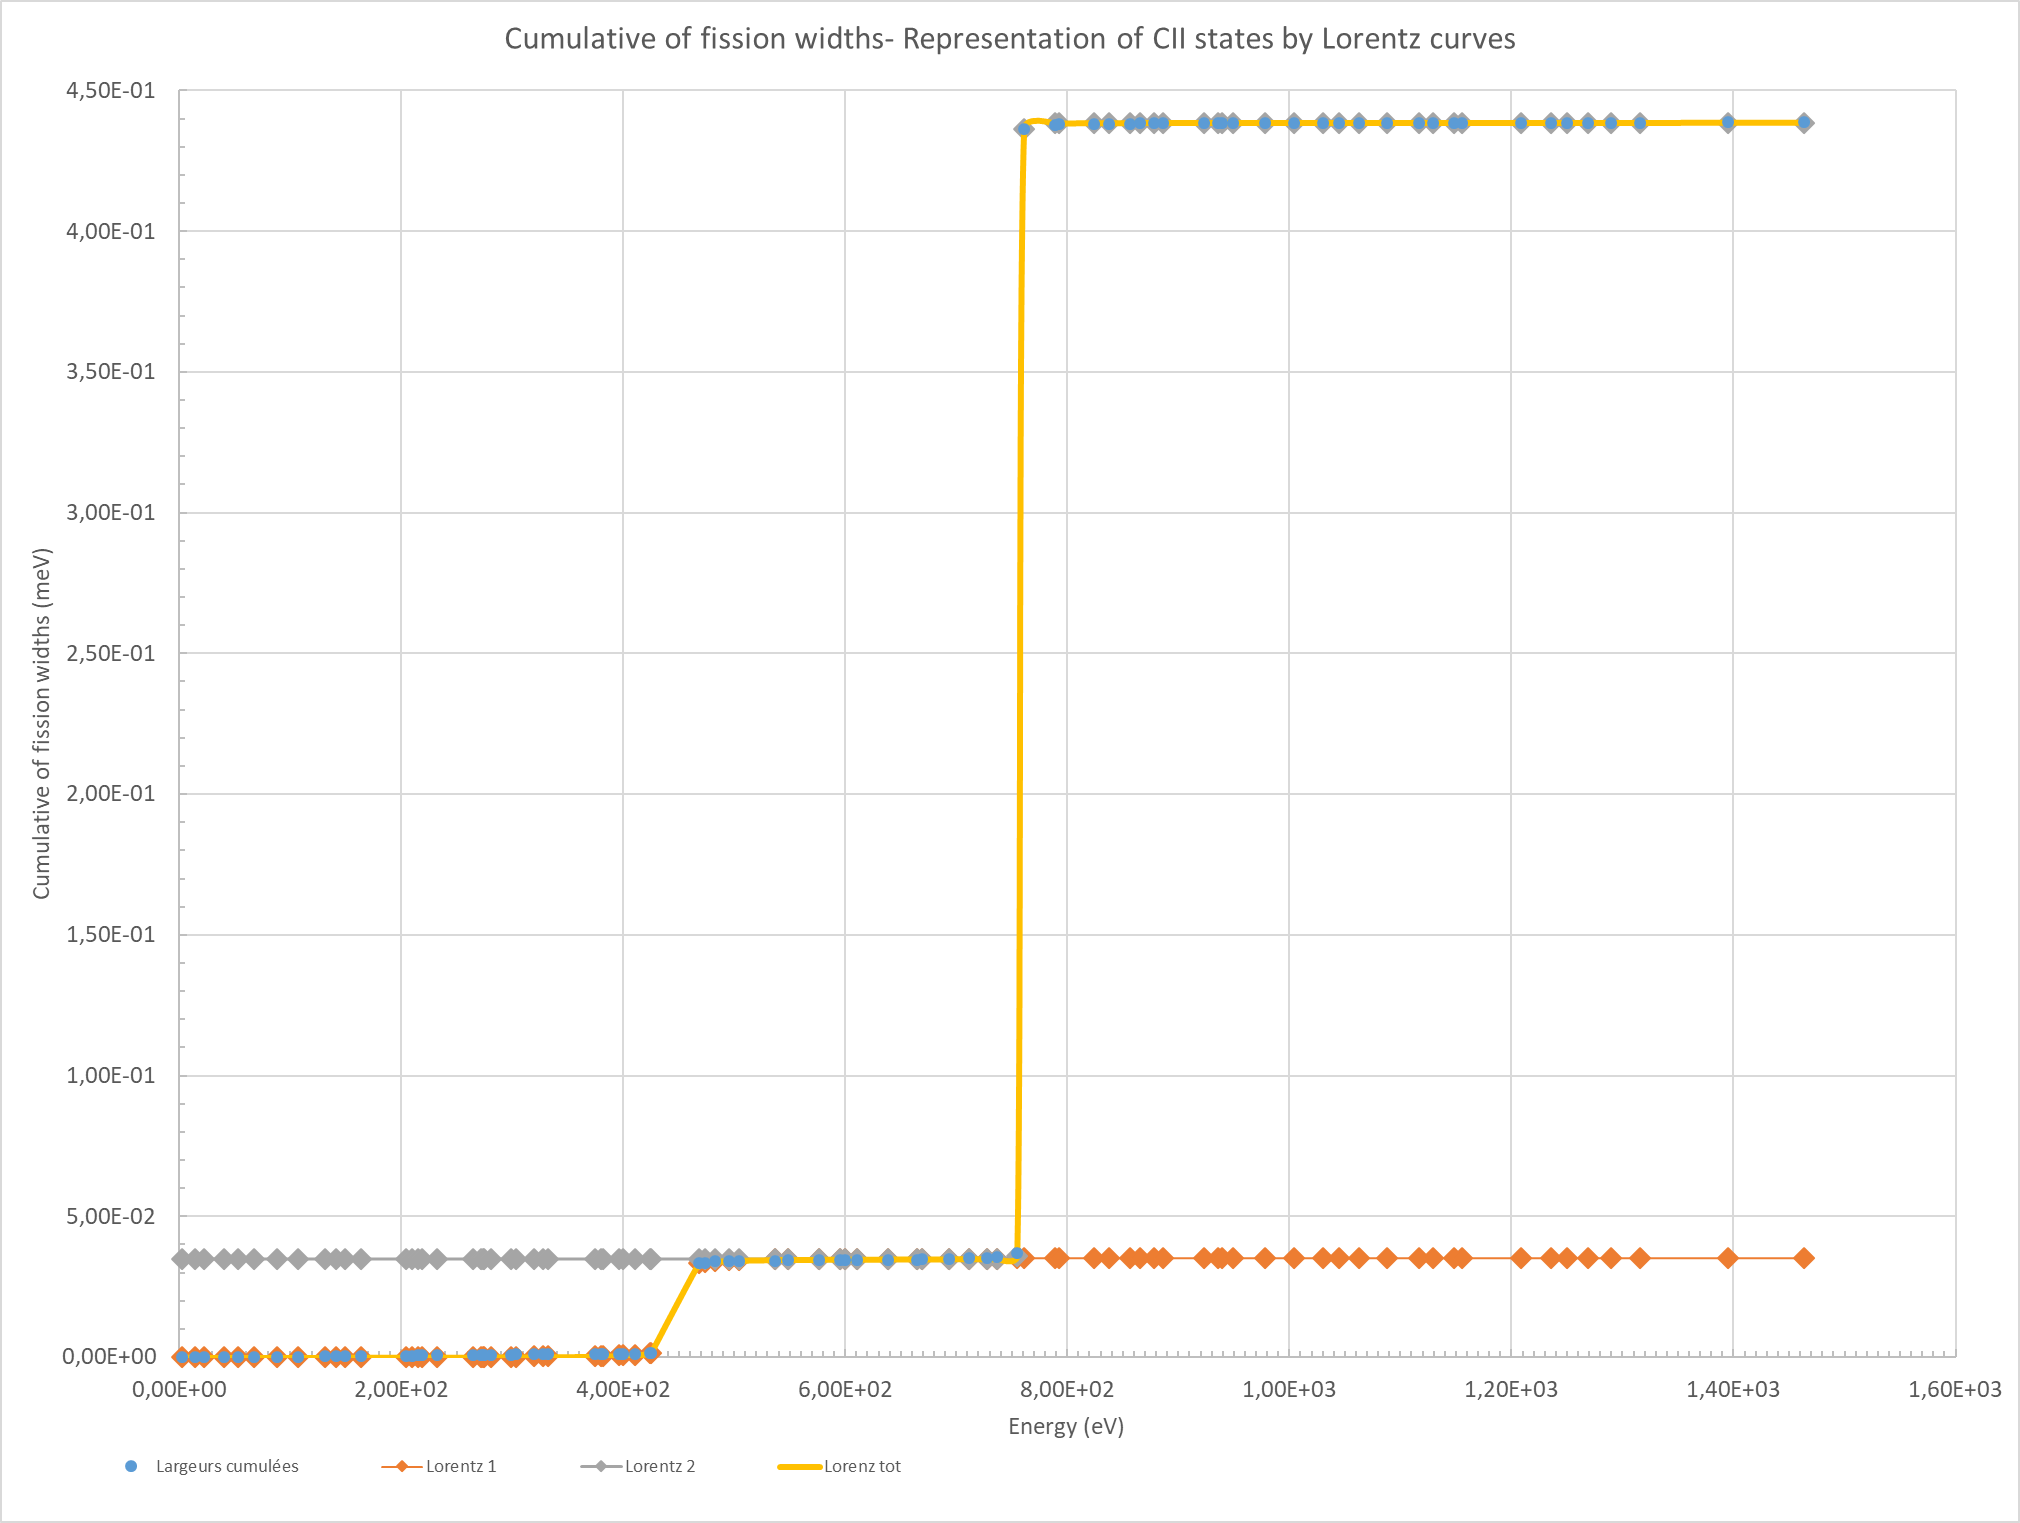 Cumulative of fission widths- Representation of CII states by Lorentz curves
Cumulative of fission widths (meV)
4,50E-01
4,00E-01
3,50E-01
3,00E-01
2,50E-01
2,00E-01
1,50E-01
1,00E-01
5,00E-02
0,00E+00
0,00E+00 2,00E+02 4,00E+02 6,00E+02 8,00E+02 1,00E+03 1,20E+03 1,40E+03 1,60E+03
Energy (eV)
Largeurs cumulées Lorentz 1 Lorentz 2 Lorenz tot